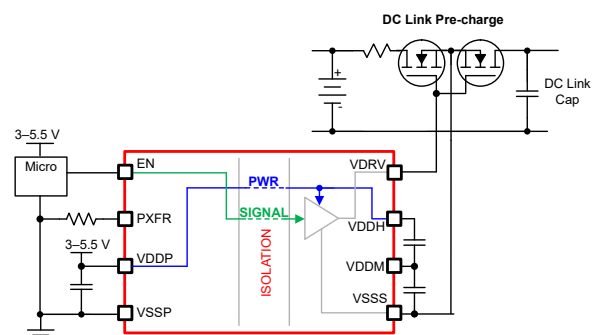 DC Link Pre-charge
+
-
DC Link
Cap
3–5.5 V
Micro
EN
VDRV
PWR
PXFR
SIGNAL
VDDH
3–5.5 V
ISOLATION
VDDP
VDDM
VSSP
VSSS